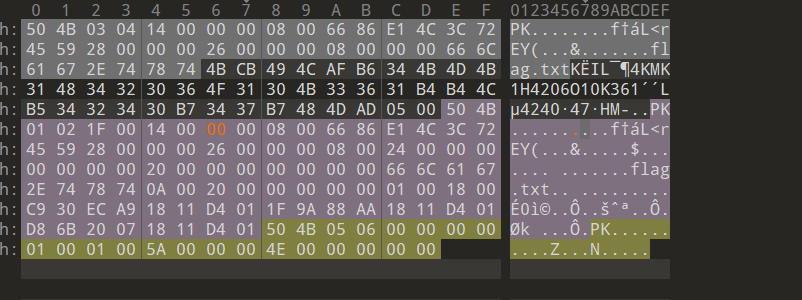 0 1 2 3 4 5 6 7 8 9 A B C D E F 0123456789ABCDEF
h: 50 4B 03 04 14 00 00 00 08 00 66 86 E1 4C 3C 72 PK........f†áL<r
h: 45 59 28 00 00 00 26 00 00 00 08 00 00 00 66 6C EY(...&.......fl
h: 61 67 2E 74 78 74 4B CB 49 4C AF B6 34 4B 4D 4B ag.txtKËIL¯¶4KMK
h: 31 48 34 32 30 36 4F 31 30 4B 33 36 31 B4 B4 4C 1H4206O10K361´´L
h: B5 34 32 34 30 B7 34 37 B7 48 4D AD 05 00 50 4B µ4240·47·HM-..PK
h: 01 02 1F 00 14 00 00 00 08 00 66 86 E1 4C 3C 72 ..........f†áL<r
h: 45 59 28 00 00 00 26 00 00 00 08 00 24 00 00 00 EY(...&.....$...
h: 00 00 00 00 20 00 00 00 00 00 00 00 66 6C 61 67 .... .......flag
h: 2E 74 78 74 0A 00 20 00 00 00 00 00 01 00 18 00 .txt.. .........
h: C9 30 EC A9 18 11 D4 01 1F 9A 88 AA 18 11 D4 01 É0ì©..Ô..šˆª..Ô.
h: D8 6B 20 07 18 11 D4 01 50 4B 05 06 00 00 00 00 Øk ...Ô.PK......
h: 01 00 01 00 5A 00 00 00 4E 00 00 00 00 00 ....Z...N.....